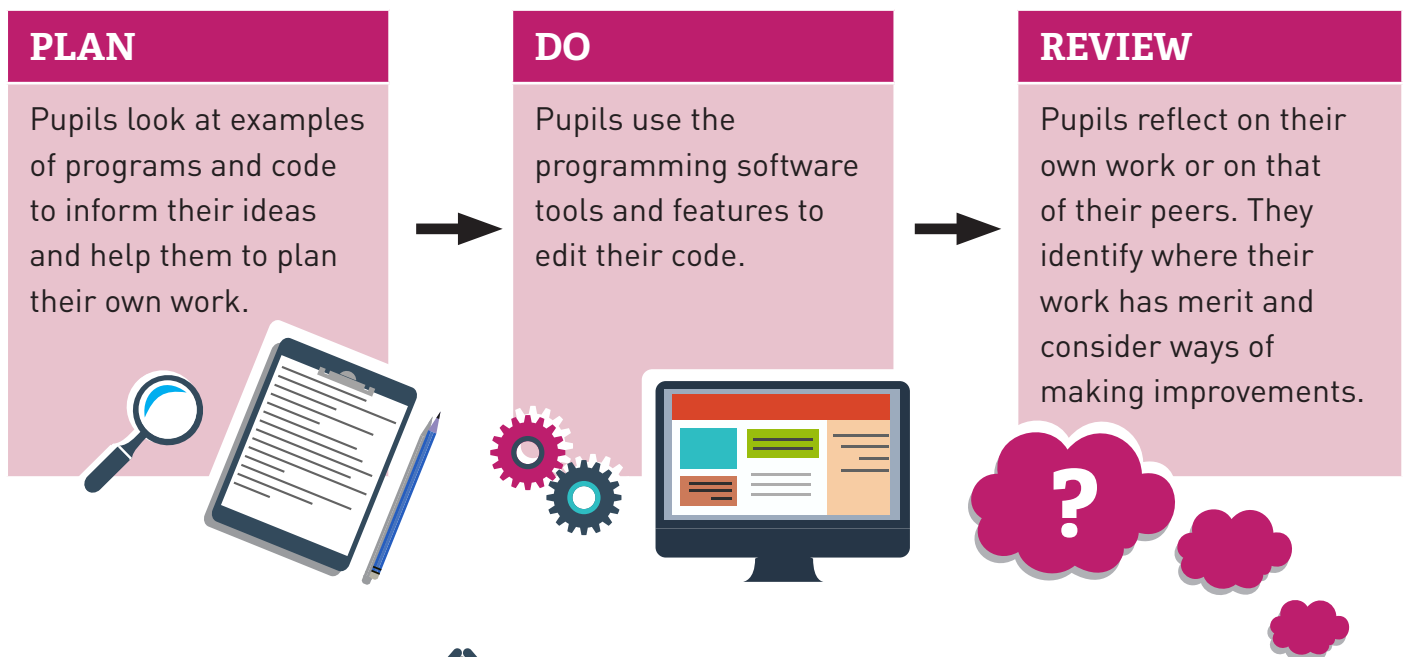 PLAN
Pupils look at examples
of programs and code
to inform their ideas
and help them to plan
their own work.
DO
Pupils use the
programming software
tools and features to
edit their code.
REVIEW
Pupils reflect on their
own work or on that
of their peers. They
identify where their
work has merit and
consider ways of
making improvements.
?